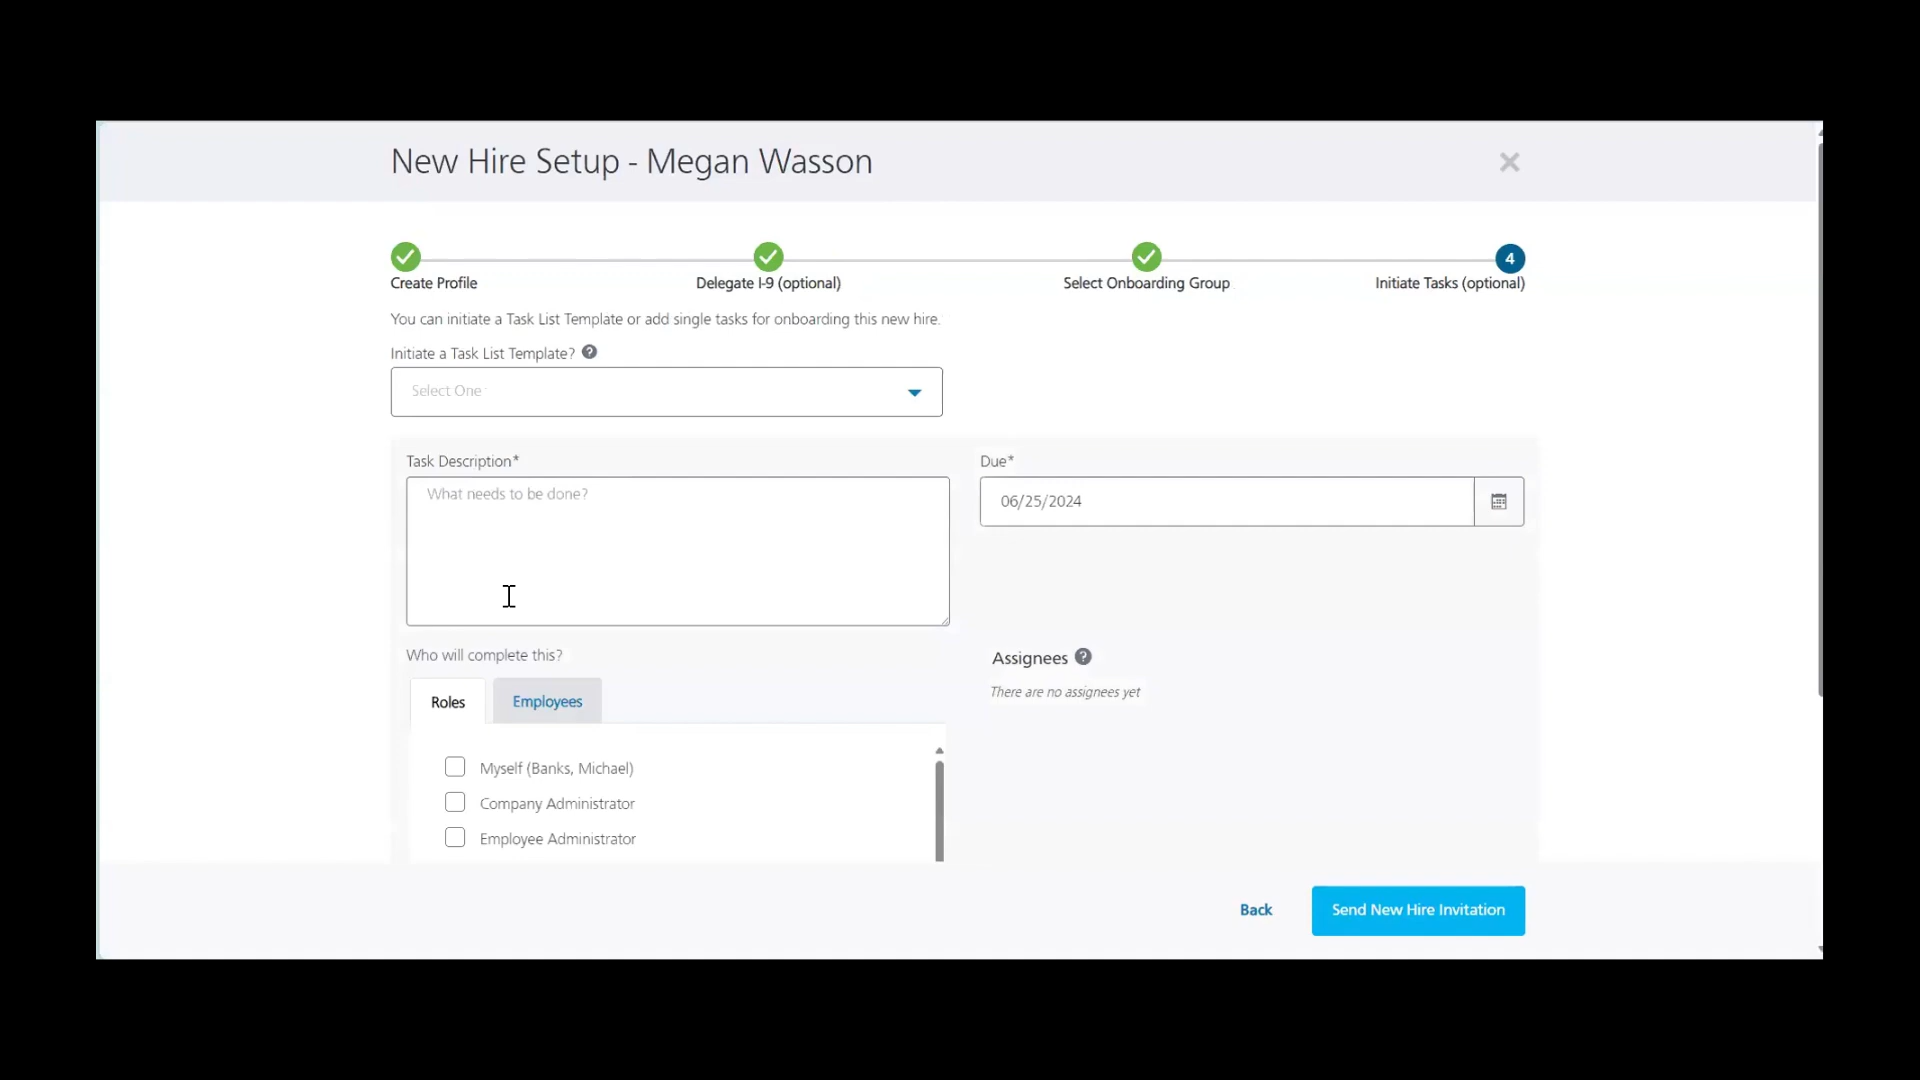 New Hire Setup - Megan Wasson
4
Create Profile
Delegate I-9 (optional)
Select Onboarding Group
Initiate Tasks (optional)
You can initiate a Task List Template or add single tasks for onboarding this new hire.
Initiate a Task List Template? ?
Select One
Task Description*
Due*
What needs to be done?
06/25/2024
Who will complete this?
Assignees ?
There are no assignees yet
Roles
Employees
Myself (Banks, Michael)
Company Administrator
Employee Administrator
Back
Send New Hire Invitation